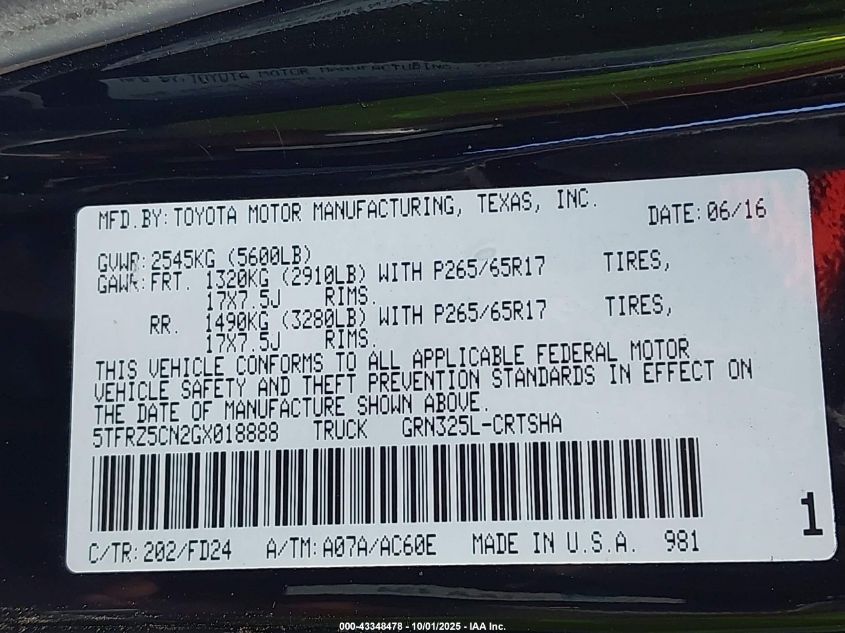 MFD.BY: TOYOTA MOTOR MANUFACTURING, TEXAS, INC.
DATE: 06/16
GVWR: 2545KG (5600LB)
GAWR: FRT. 1320KG (2910LB) WITH P265/65R17 TIRES,
17X7.5J RIMS.
RR. 1490KG (3280LB) WITH P265/65R17 TIRES,
17X7.5J RIMS.
THIS VEHICLE CONFORMS TO ALL APPLICABLE FEDERAL MOTOR
VEHICLE SAFETY AND THEFT PREVENTION STANDARDS IN EFFECT ON
THE DATE OF MANUFACTURE SHOWN ABOVE.
5TFRZ5CN2GX018888 TRUCK GRN325L-CRTSHA
1
C/TR: 202/FD24 A/TM: A07A/AC60E MADE IN U.S.A. 981
000-43348478 - 10/01/2025 - IAA Inc.